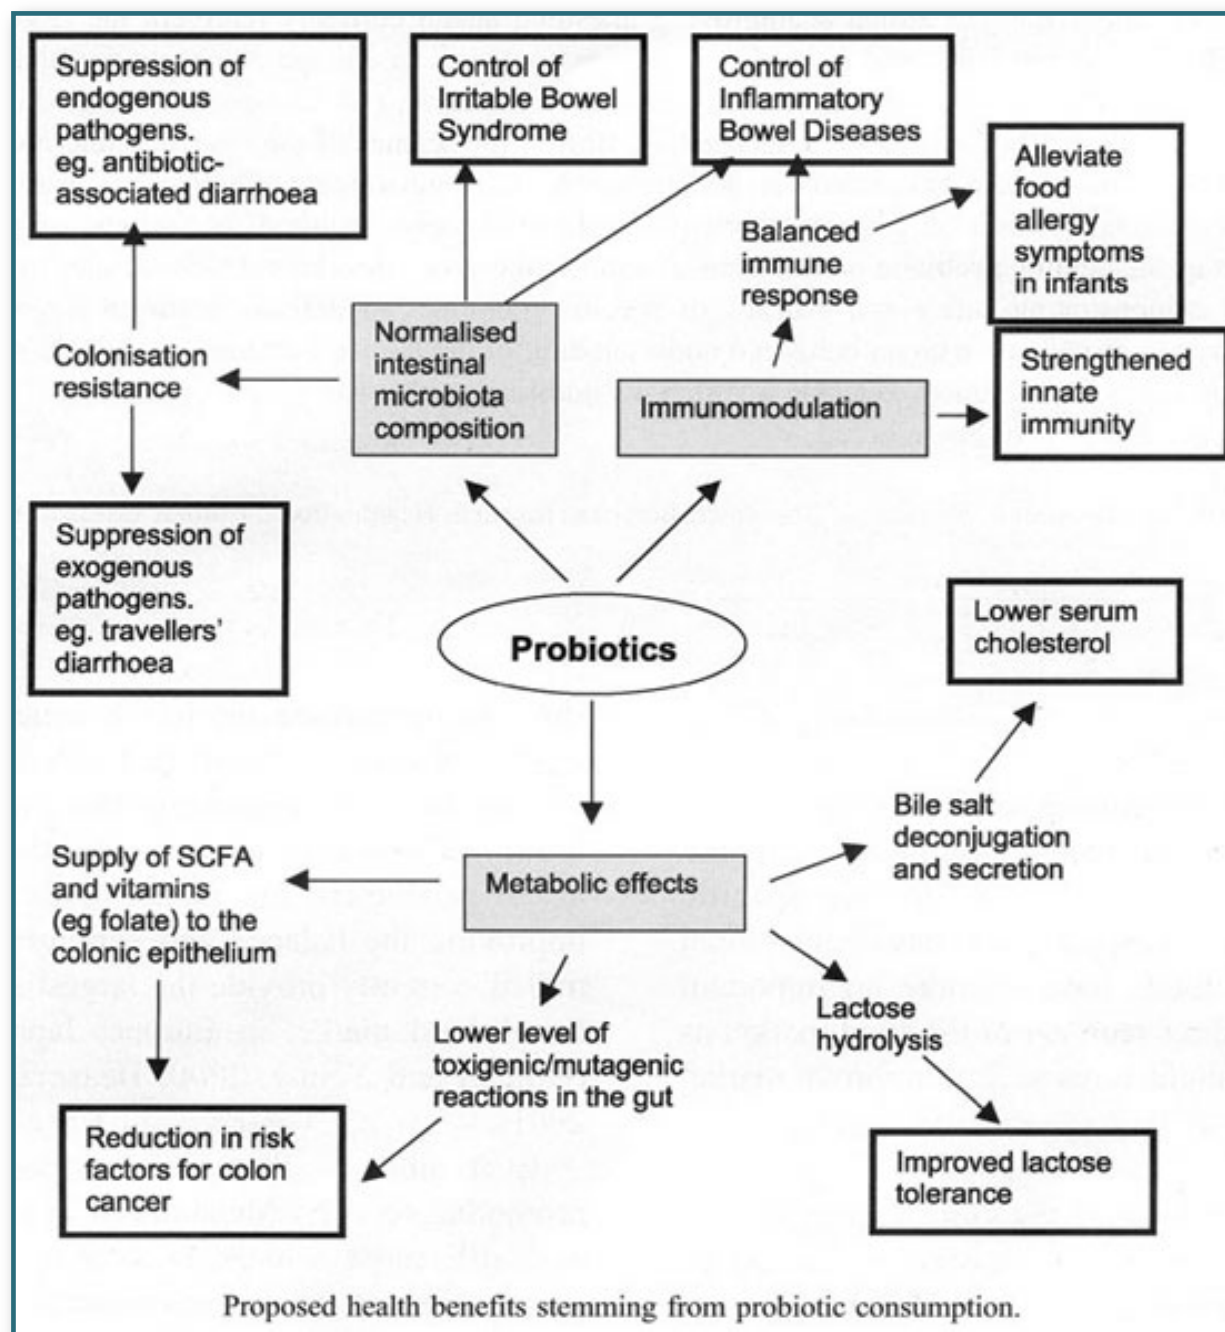 Suppression of
endogenous
pathogens.
eg. antibiotic-
associated diarrhoea
Control of
Irritable Bowel
Syndrome
Control of
Inflammatory
Bowel Diseases
Alleviate
food
allergy
symptoms
in infants
Balanced
immune
response
Colonisation
resistance
Normalised
intestinal
microbiota
composition
Immunomodulation
Strengthened
innate
immunity
Suppression of
exogenous
pathogens.
eg. travellers'
diarrhoea
Probiotics
Lower serum
cholesterol
Bile salt
deconjugation
and secretion
Supply of SCFA
and vitamins
(eg folate) to the
colonic epithelium
Metabolic effects
Lactose
hydrolysis
Lower level of
toxigenic/mutagenic
reactions in the gut
Reduction in risk
factors for colon
cancer
Improved lactose
tolerance
Proposed health benefits stemming from probiotic consumption.